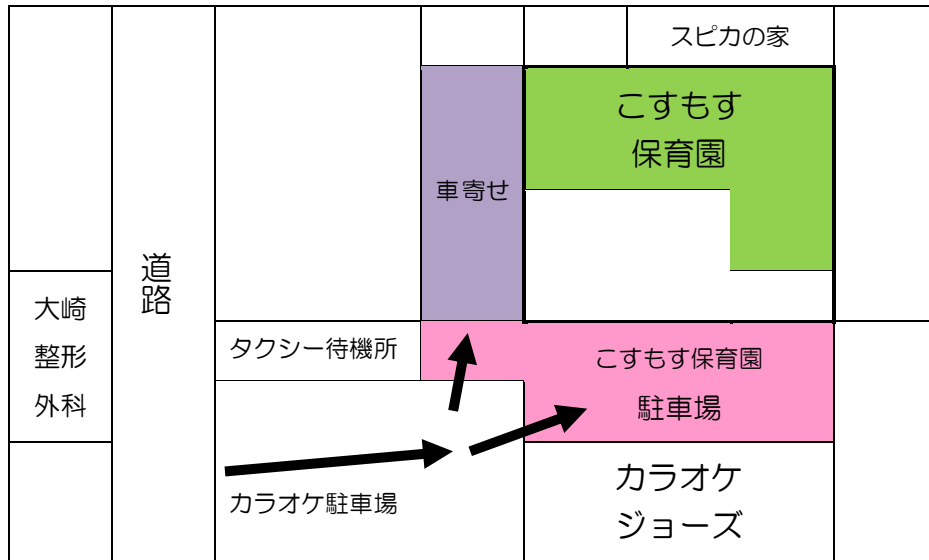 スピカの家
こすもす
保育園
車寄せ
道路
大崎
整形
外科
タクシー待機所
こすもす保育園
駐車場
カラオケ駐車場
カラオケ
ジョーズ